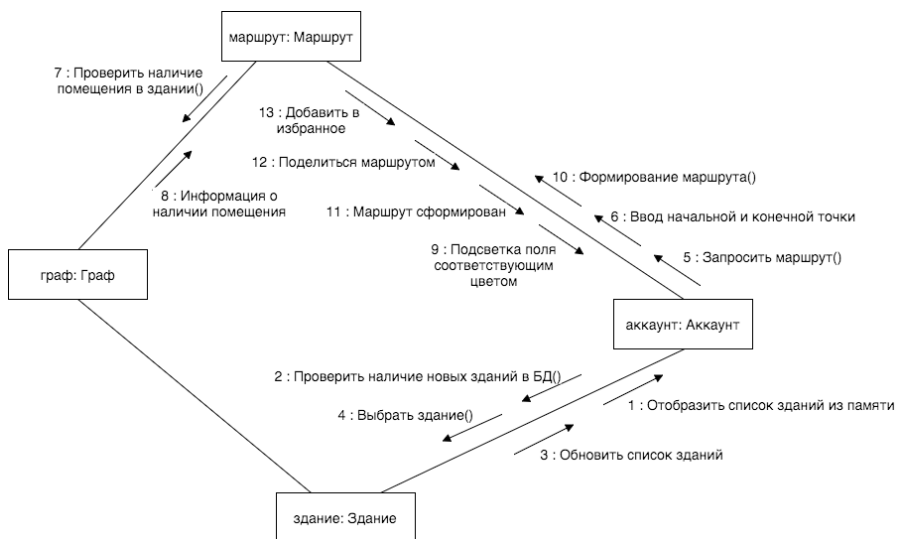 маршрут: Маршрут
7 : Проверить наличие
помещения в здании()
13 : Добавить в
избранное
12 : Поделиться маршрутом
10 : Формирование маршрута()
8 : Информация о
наличии помещения
11 : Маршрут сформирован
6 : Ввод начальной и конечной точки
9 : Подсветка поля
соответствующим
цветом
5 : Запросить маршрут()
граф: Граф
аккаунт: Аккаунт
2 : Проверить наличие новых зданий в БД()
1 : Отобразить список зданий из памяти
4 : Выбрать здание()
3 : Обновить список зданий
здание: Здание